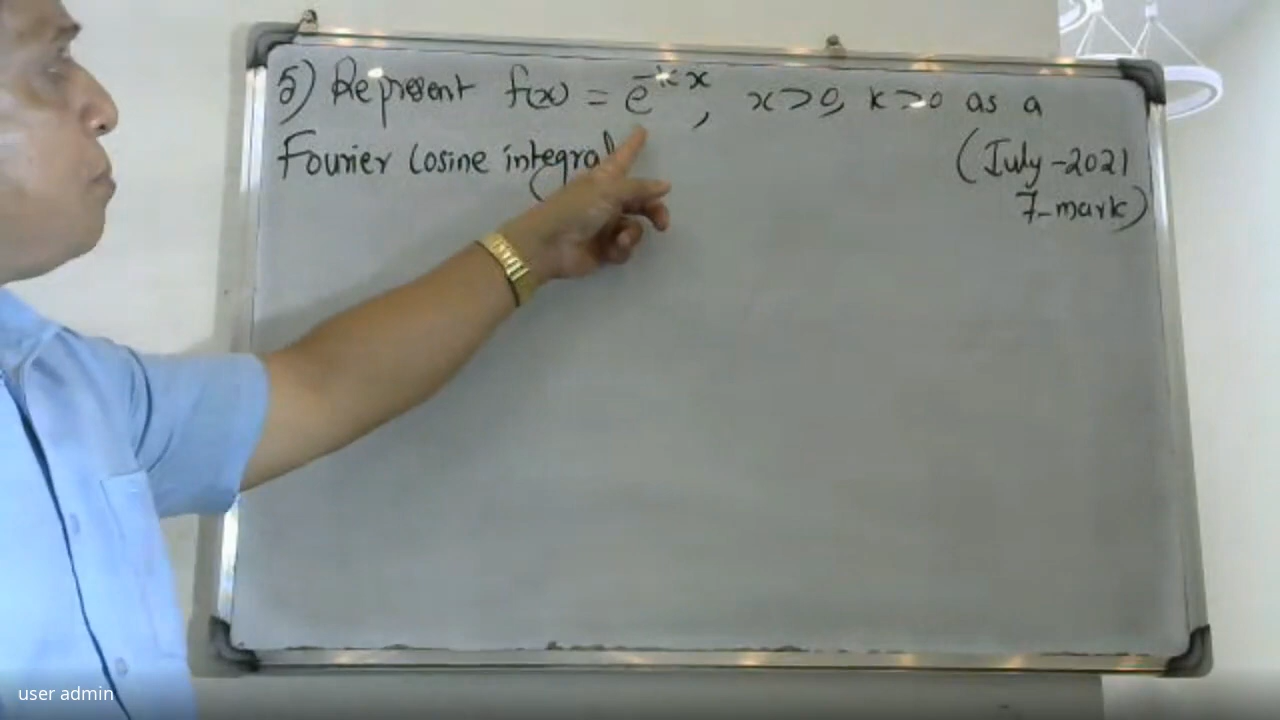 5) Represent f(x) = e^{-kx}, x>0, k>0 as a
Fourier Cosine integral
(July-2021
7-mark)
user admin